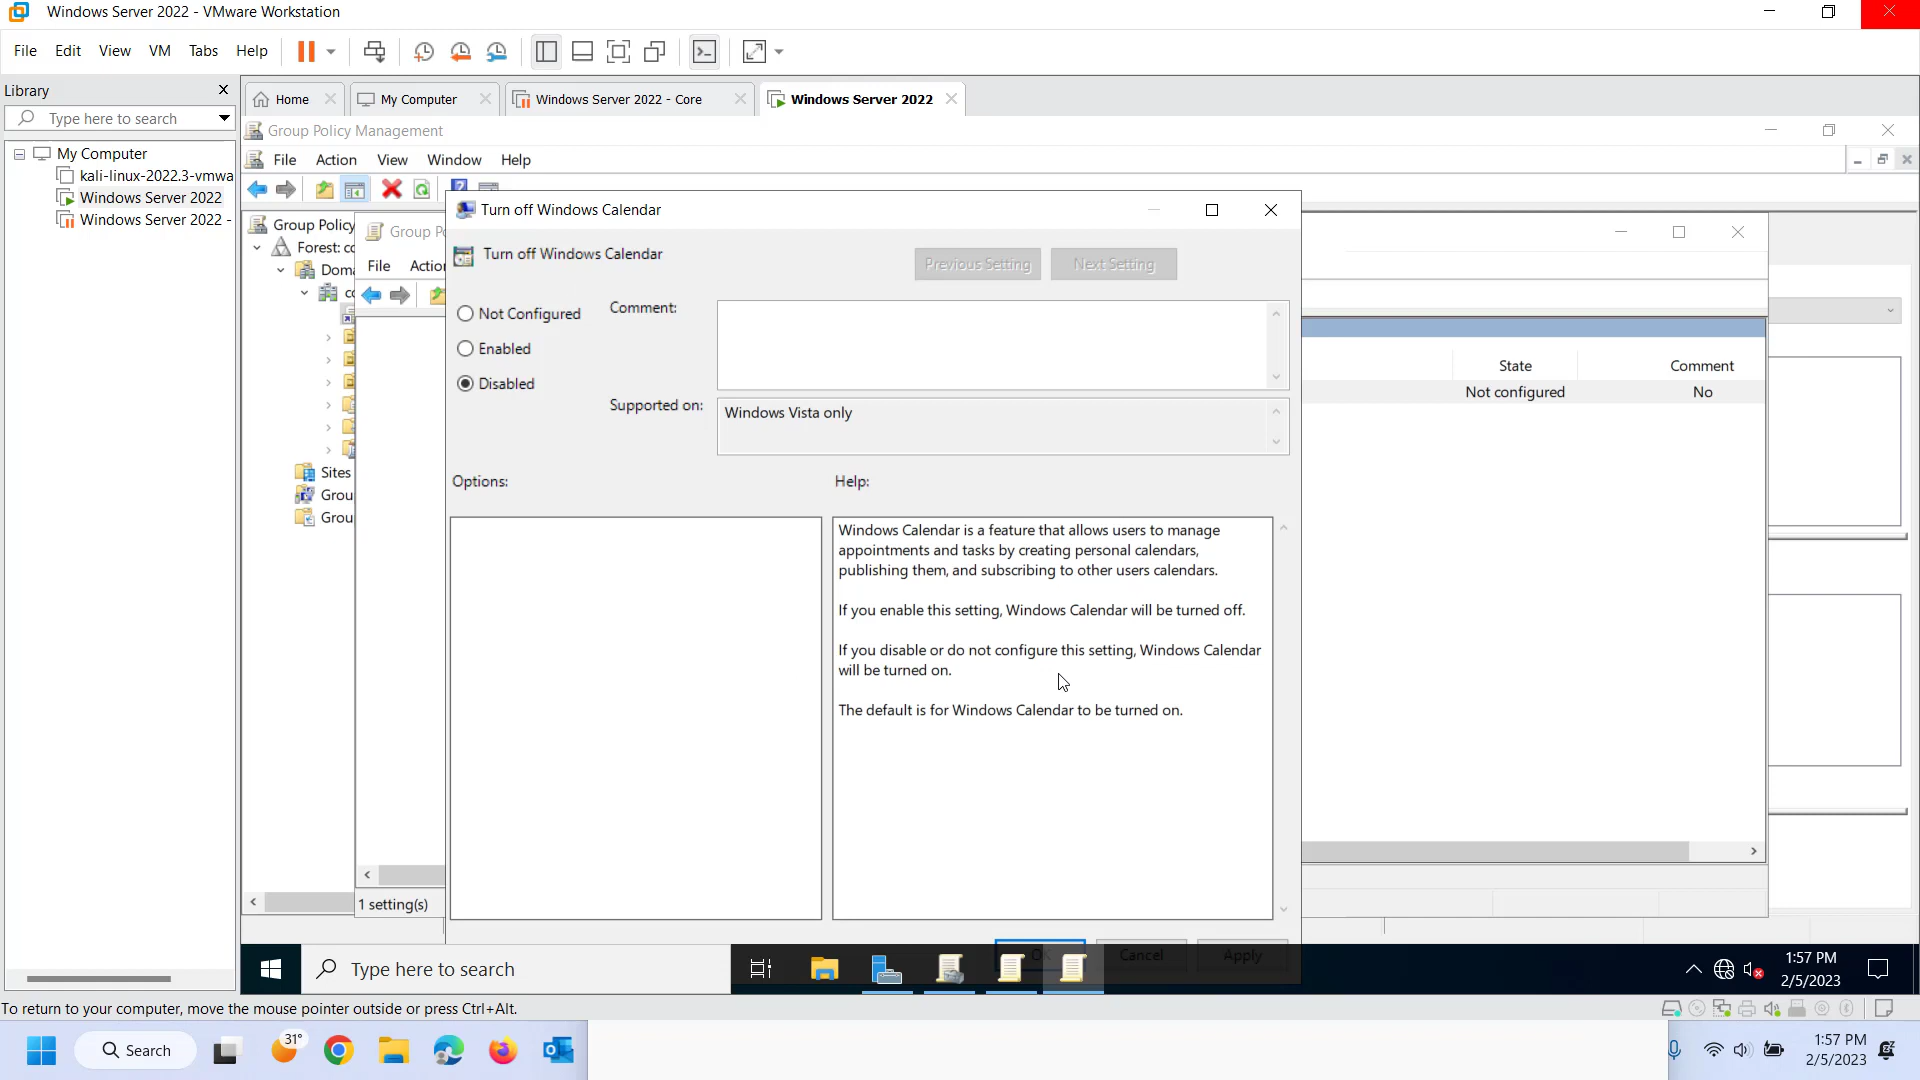 Windows Server 2022 - VMware Workstation
File Edit View VM Tabs Help
Library
Type here to search
My Computer
kali-linux-2022.3-vmwa
Windows Server 2022
Windows Server 2022 -
Home
My Computer
Windows Server 2022 - Core
Windows Server 2022
Group Policy Management
File Action View Window Help
Group Policy
Forest: co
Doma
co
Sites
Grou
Grou
Group Po
File Action
1 setting(s)
State
Comment
Not configured
No
Turn off Windows Calendar
Turn off Windows Calendar
Previous Setting
Next Setting
Not Configured
Enabled
Disabled
Comment:
Supported on:
Windows Vista only
Options:
Help:
Windows Calendar is a feature that allows users to manage
appointments and tasks by creating personal calendars,
publishing them, and subscribing to other users calendars.
If you enable this setting, Windows Calendar will be turned off.
If you disable or do not configure this setting, Windows Calendar
will be turned on.
The default is for Windows Calendar to be turned on.
OK
Cancel
Apply
Type here to search
1:57 PM
2/5/2023
To return to your computer, move the mouse pointer outside or press Ctrl+Alt.
Search
31°
1:57 PM
2/5/2023